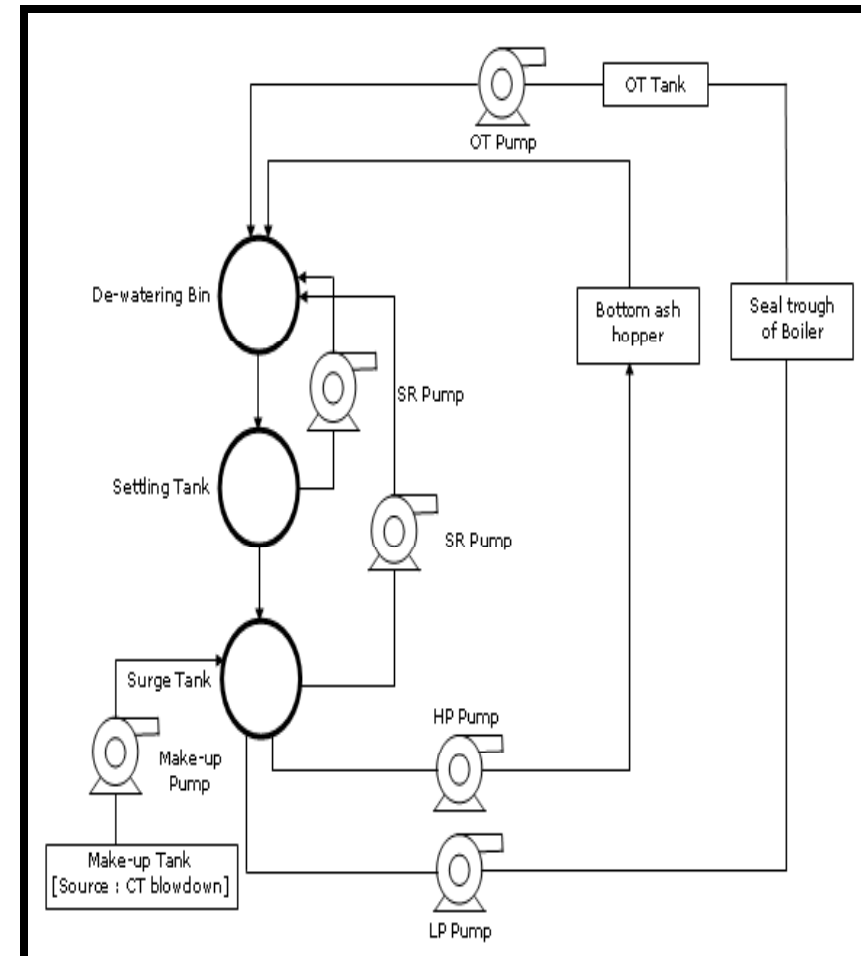 OT Tank
OT Pump
De-watering Bin
Bottom ash
hopper
Seal trough
of Boiler
SR Pump
Settling Tank
SR Pump
Surge Tank
HP Pump
Make-up
Pump
Make-up Tank
[Source : CT blowdown]
LP Pump